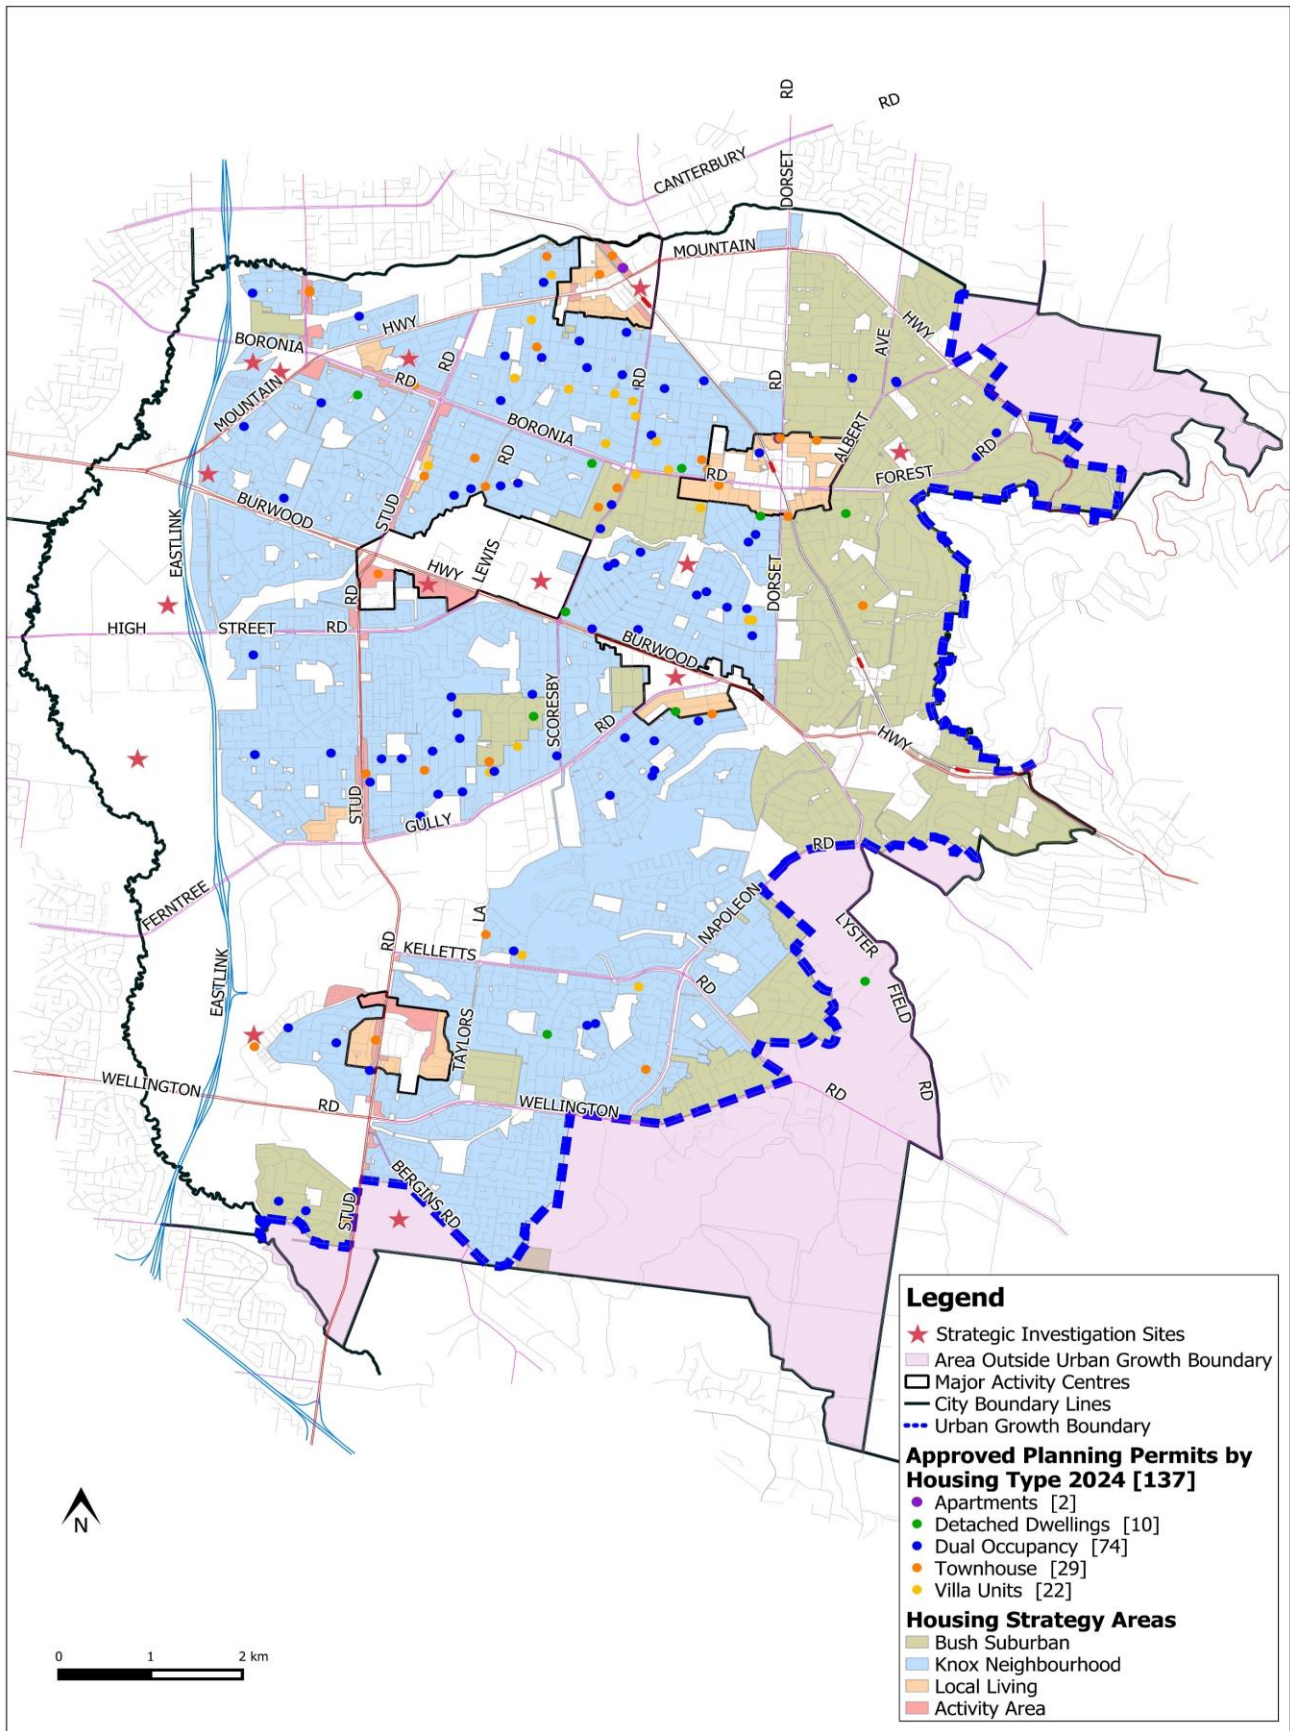 RD
RD
CANTERBURY
DORSET
MOUNTAIN
HWY
BORONIA
HWY
AVE
RD
RD
RD
RD
MOUNTAIN
BORONIA
ALBERT
RD
RD
RD
FOREST
STUD
BURWOOD
EASTLINK
LEWIS
HWY
RD
DORSET
HIGH
STREET
RD
BURWOOD
SCORESBY
RD
HWY
STUD
GULLY
RD
FERNTREE
LA
NAPOLEON
RD
KELLETTS
LYSTER
RD
FIELD
EASTLINK
TAYLORS
WELLINGTON
RD
WELLINGTON
RD
RD
BERGINS RD
STUD
N
0 1 2 km
Legend
Strategic Investigation Sites
Area Outside Urban Growth Boundary
Major Activity Centres
City Boundary Lines
Urban Growth Boundary
Approved Planning Permits by
Housing Type 2024 [137]
Apartments [2]
Detached Dwellings [10]
Dual Occupancy [74]
Townhouse [29]
Villa Units [22]
Housing Strategy Areas
Bush Suburban
Knox Neighbourhood
Local Living
Activity Area